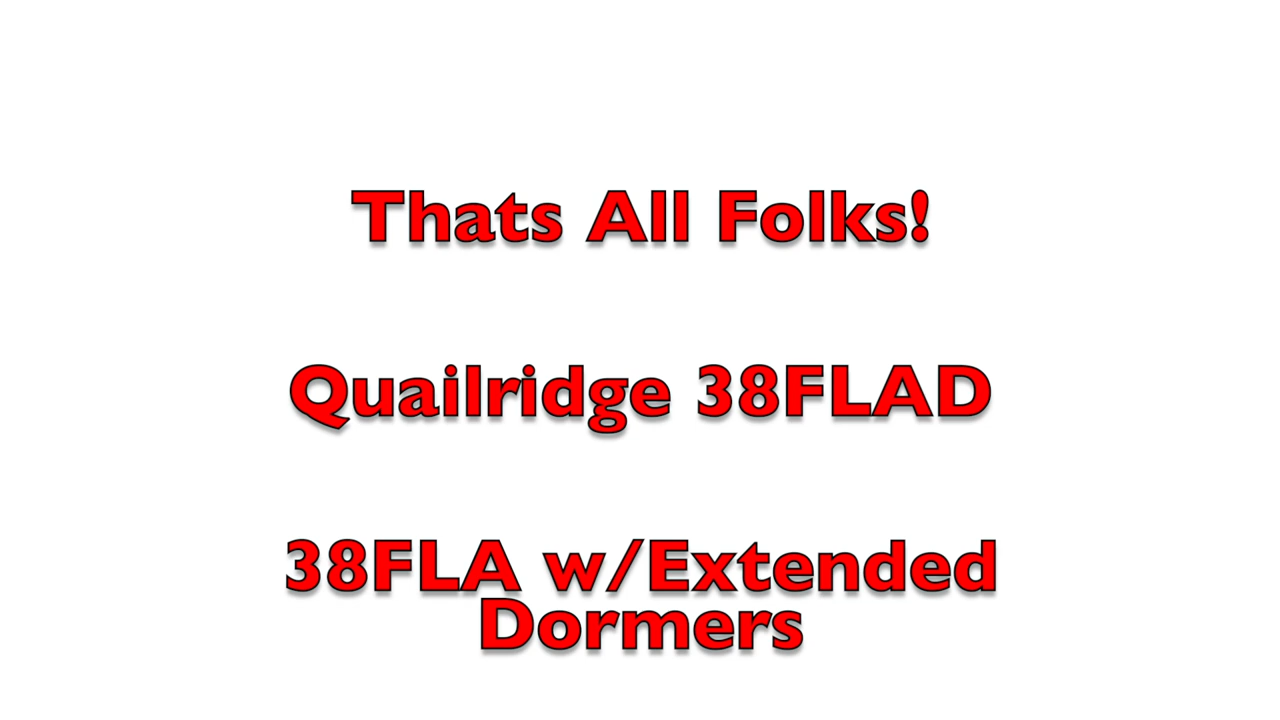 Thats All Folks!
Quailridge 38FLAD
38FLA w/Extended
Dormers